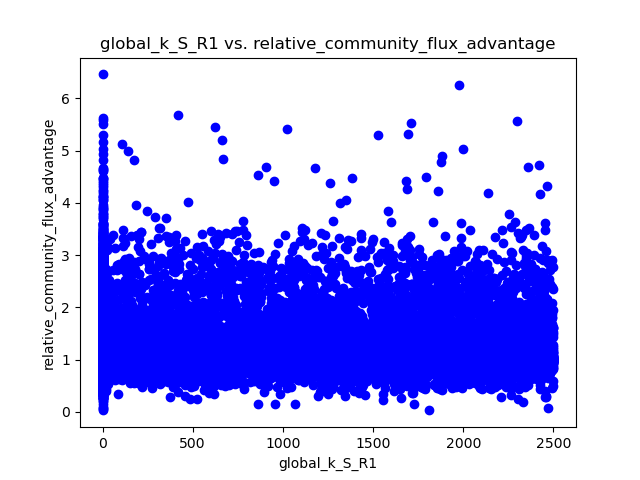 global_k_S_R1 vs. relative_community_flux_advantage
relative_community_flux_advantage
6
5
4
3
2
1
0
0 500 1000 1500 2000 2500
global_k_S_R1